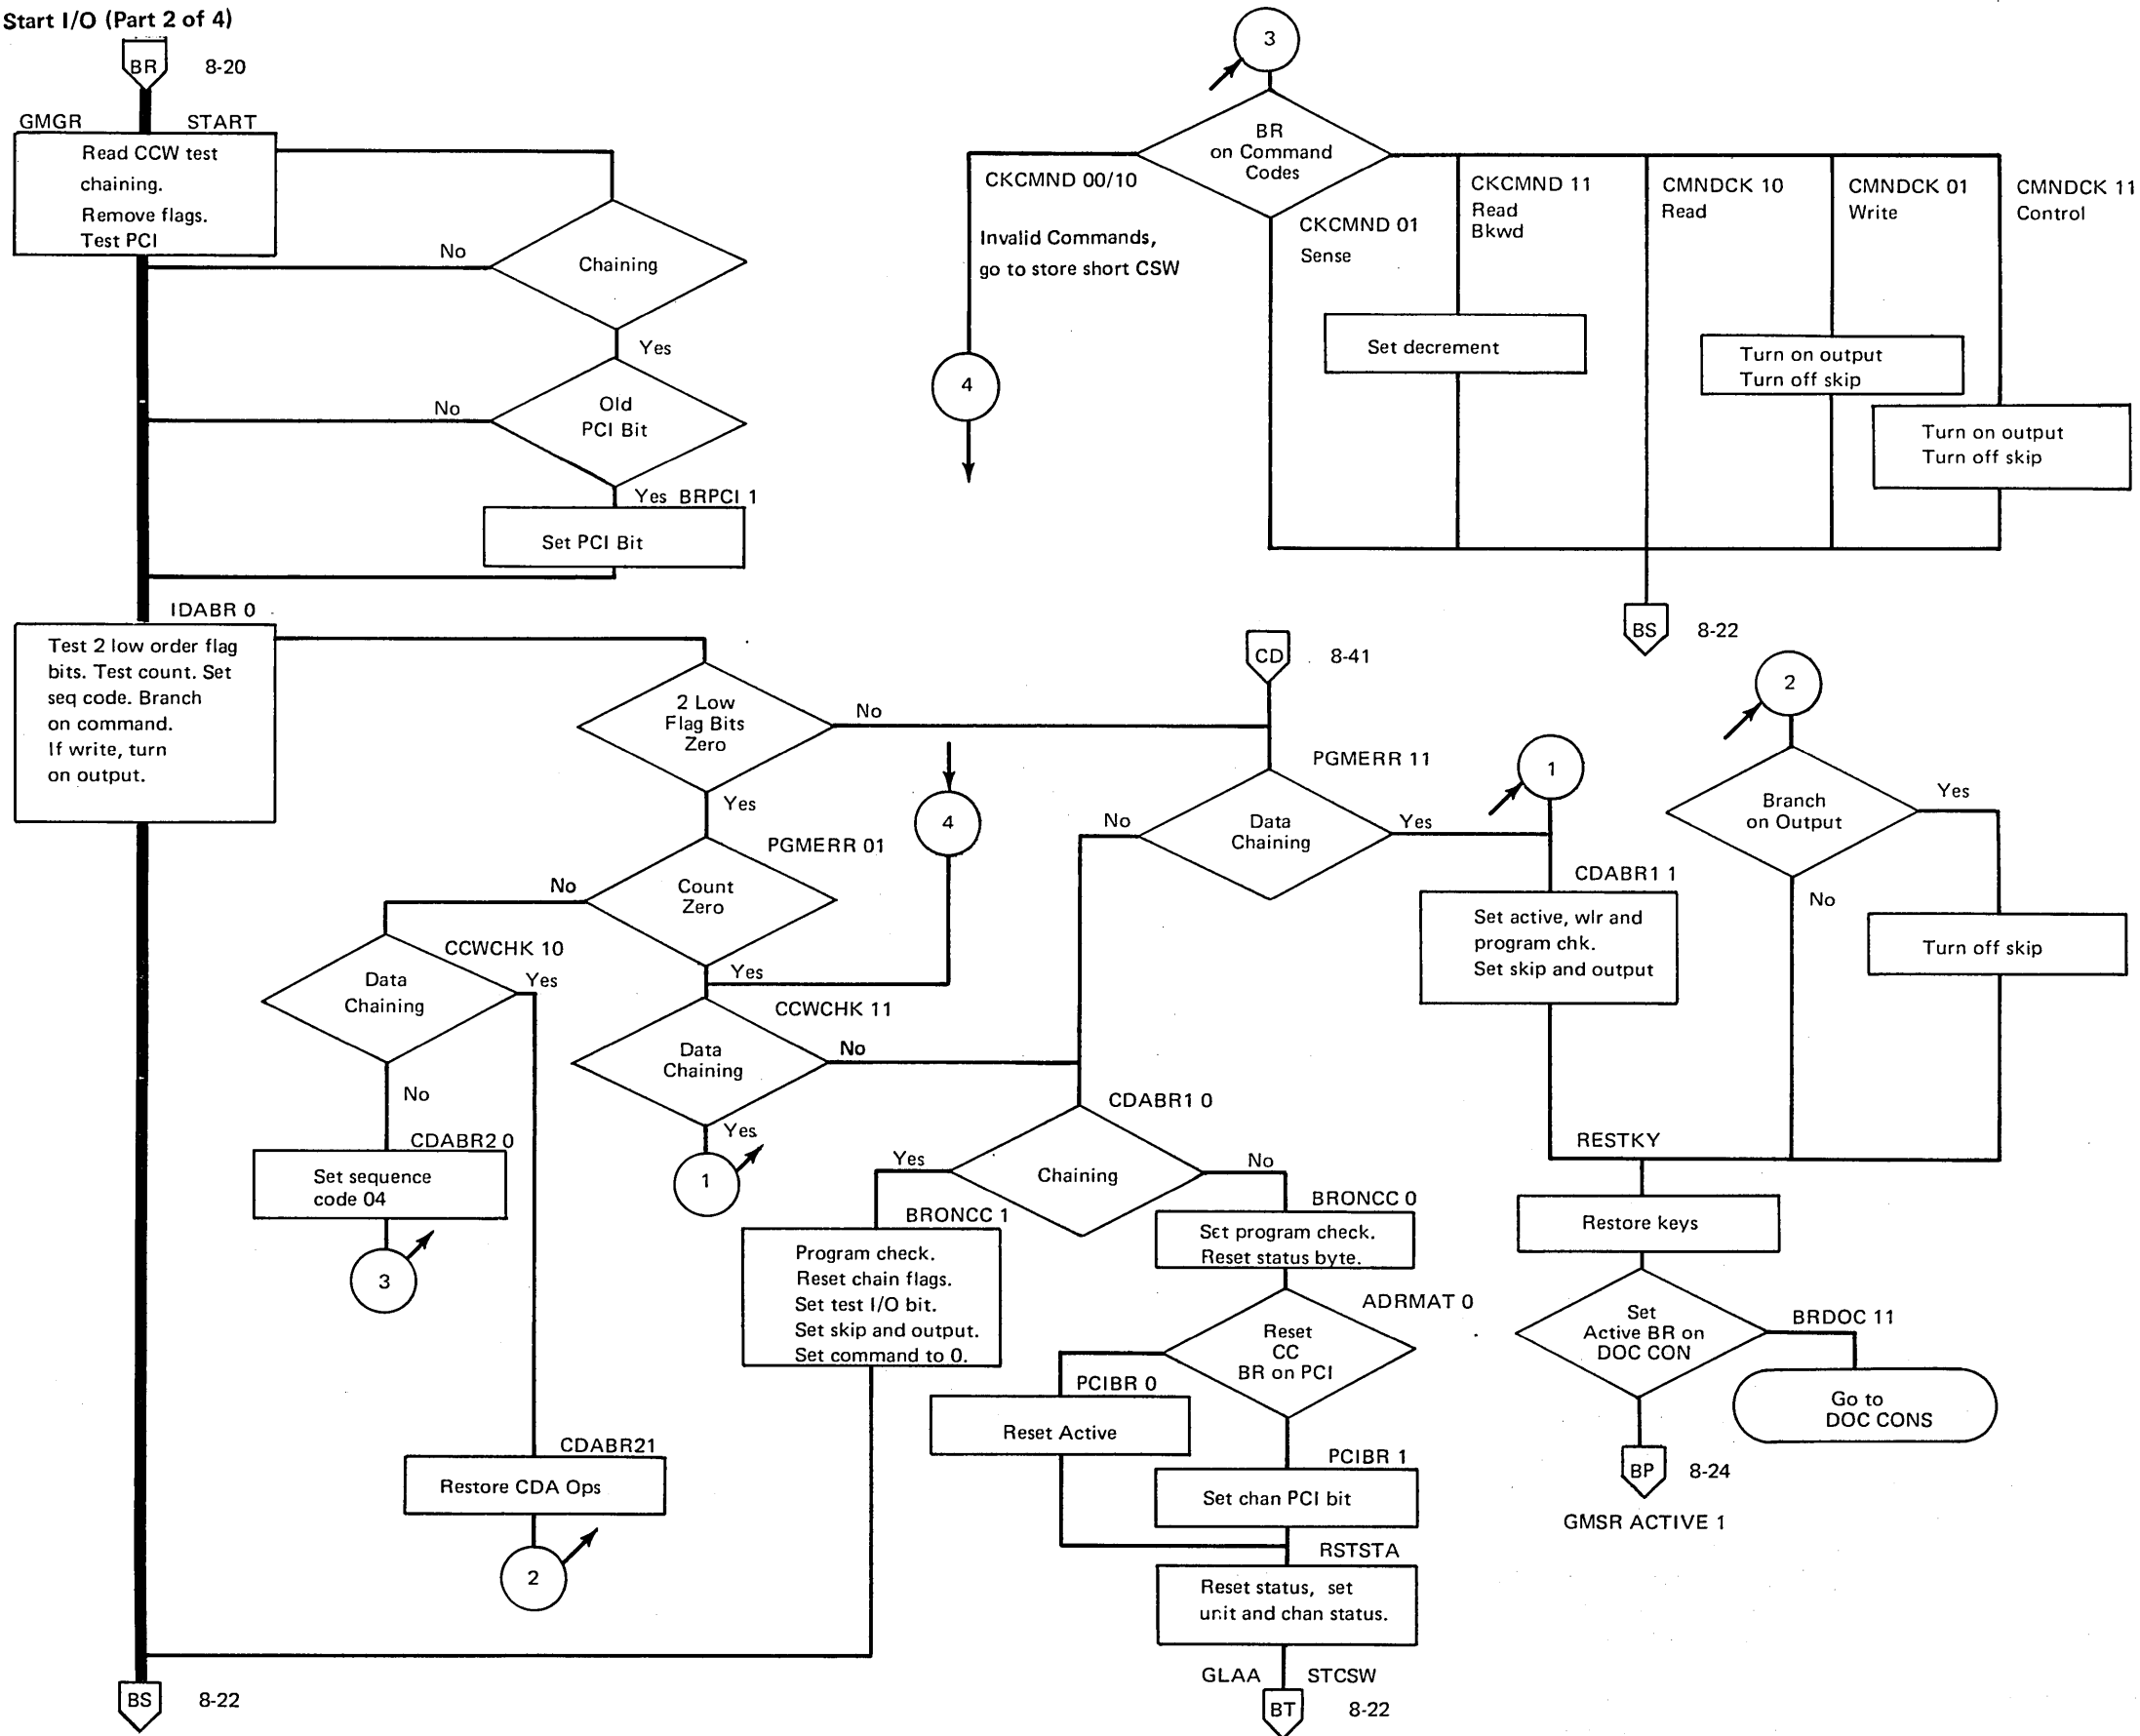 Start I/O (Part 2 of 4)
BR
8-20
GMGR
START
Read CCW test
chaining.
Remove flags.
Test PCI
No
Chaining
Yes
No
Old
PCI Bit
Yes BRPCI 1
Set PCI Bit
3
BR
on Command
Codes
CKCMND 00/10
Invalid Commands,
go to store short CSW
4
CKCMND 01
Sense
CKCMND 11
Read
Bkwd
Set decrement
CMNDCK 10
Read
CMNDCK 01
Write
Turn on output
Turn off skip
CMNDCK 11
Control
Turn on output
Turn off skip
BS
8-22
IDABR 0
Test 2 low order flag
bits. Test count. Set
seq code. Branch
on command.
If write, turn
on output.
2 Low
Flag Bits
Zero
No
Yes
CD
8-41
PGMERR 11
Data
Chaining
No
Yes
4
PGMERR 01
Count
Zero
No
Yes
CCWCHK 10
Data
Chaining
Yes
No
CDABR2 0
Set sequence
code 04
3
CCWCHK 11
Data
Chaining
No
Yes
1
CDABR21
Restore CDA Ops
2
CDABR1 0
Chaining
Yes
No
BRONCC 1
Program check.
Reset chain flags.
Set test I/O bit.
Set skip and output.
Set command to 0.
BRONCC 0
Set program check.
Reset status byte.
ADRMAT 0
Reset
CC
BR on PCI
PCIBR 0
Reset Active
PCIBR 1
Set chan PCI bit
RSTSTA
Reset status, set
unit and chan status.
GLAA
STCSW
BT
8-22
1
CDABR1 1
Set active, wlr and
program chk.
Set skip and output
2
Branch
on Output
Yes
No
Turn off skip
RESTKY
Restore keys
Set
Active BR on
DOC CON
BRDOC 11
Go to
DOC CONS
BP
8-24
GMSR ACTIVE 1
BS
8-22